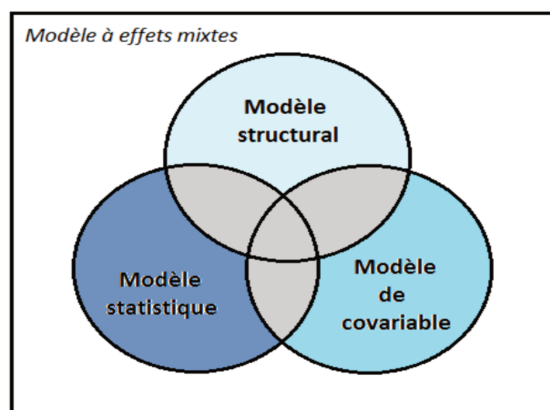 Modèle à effets mixtes
Modèle
structural
Modèle
statistique
Modèle
de
covariable